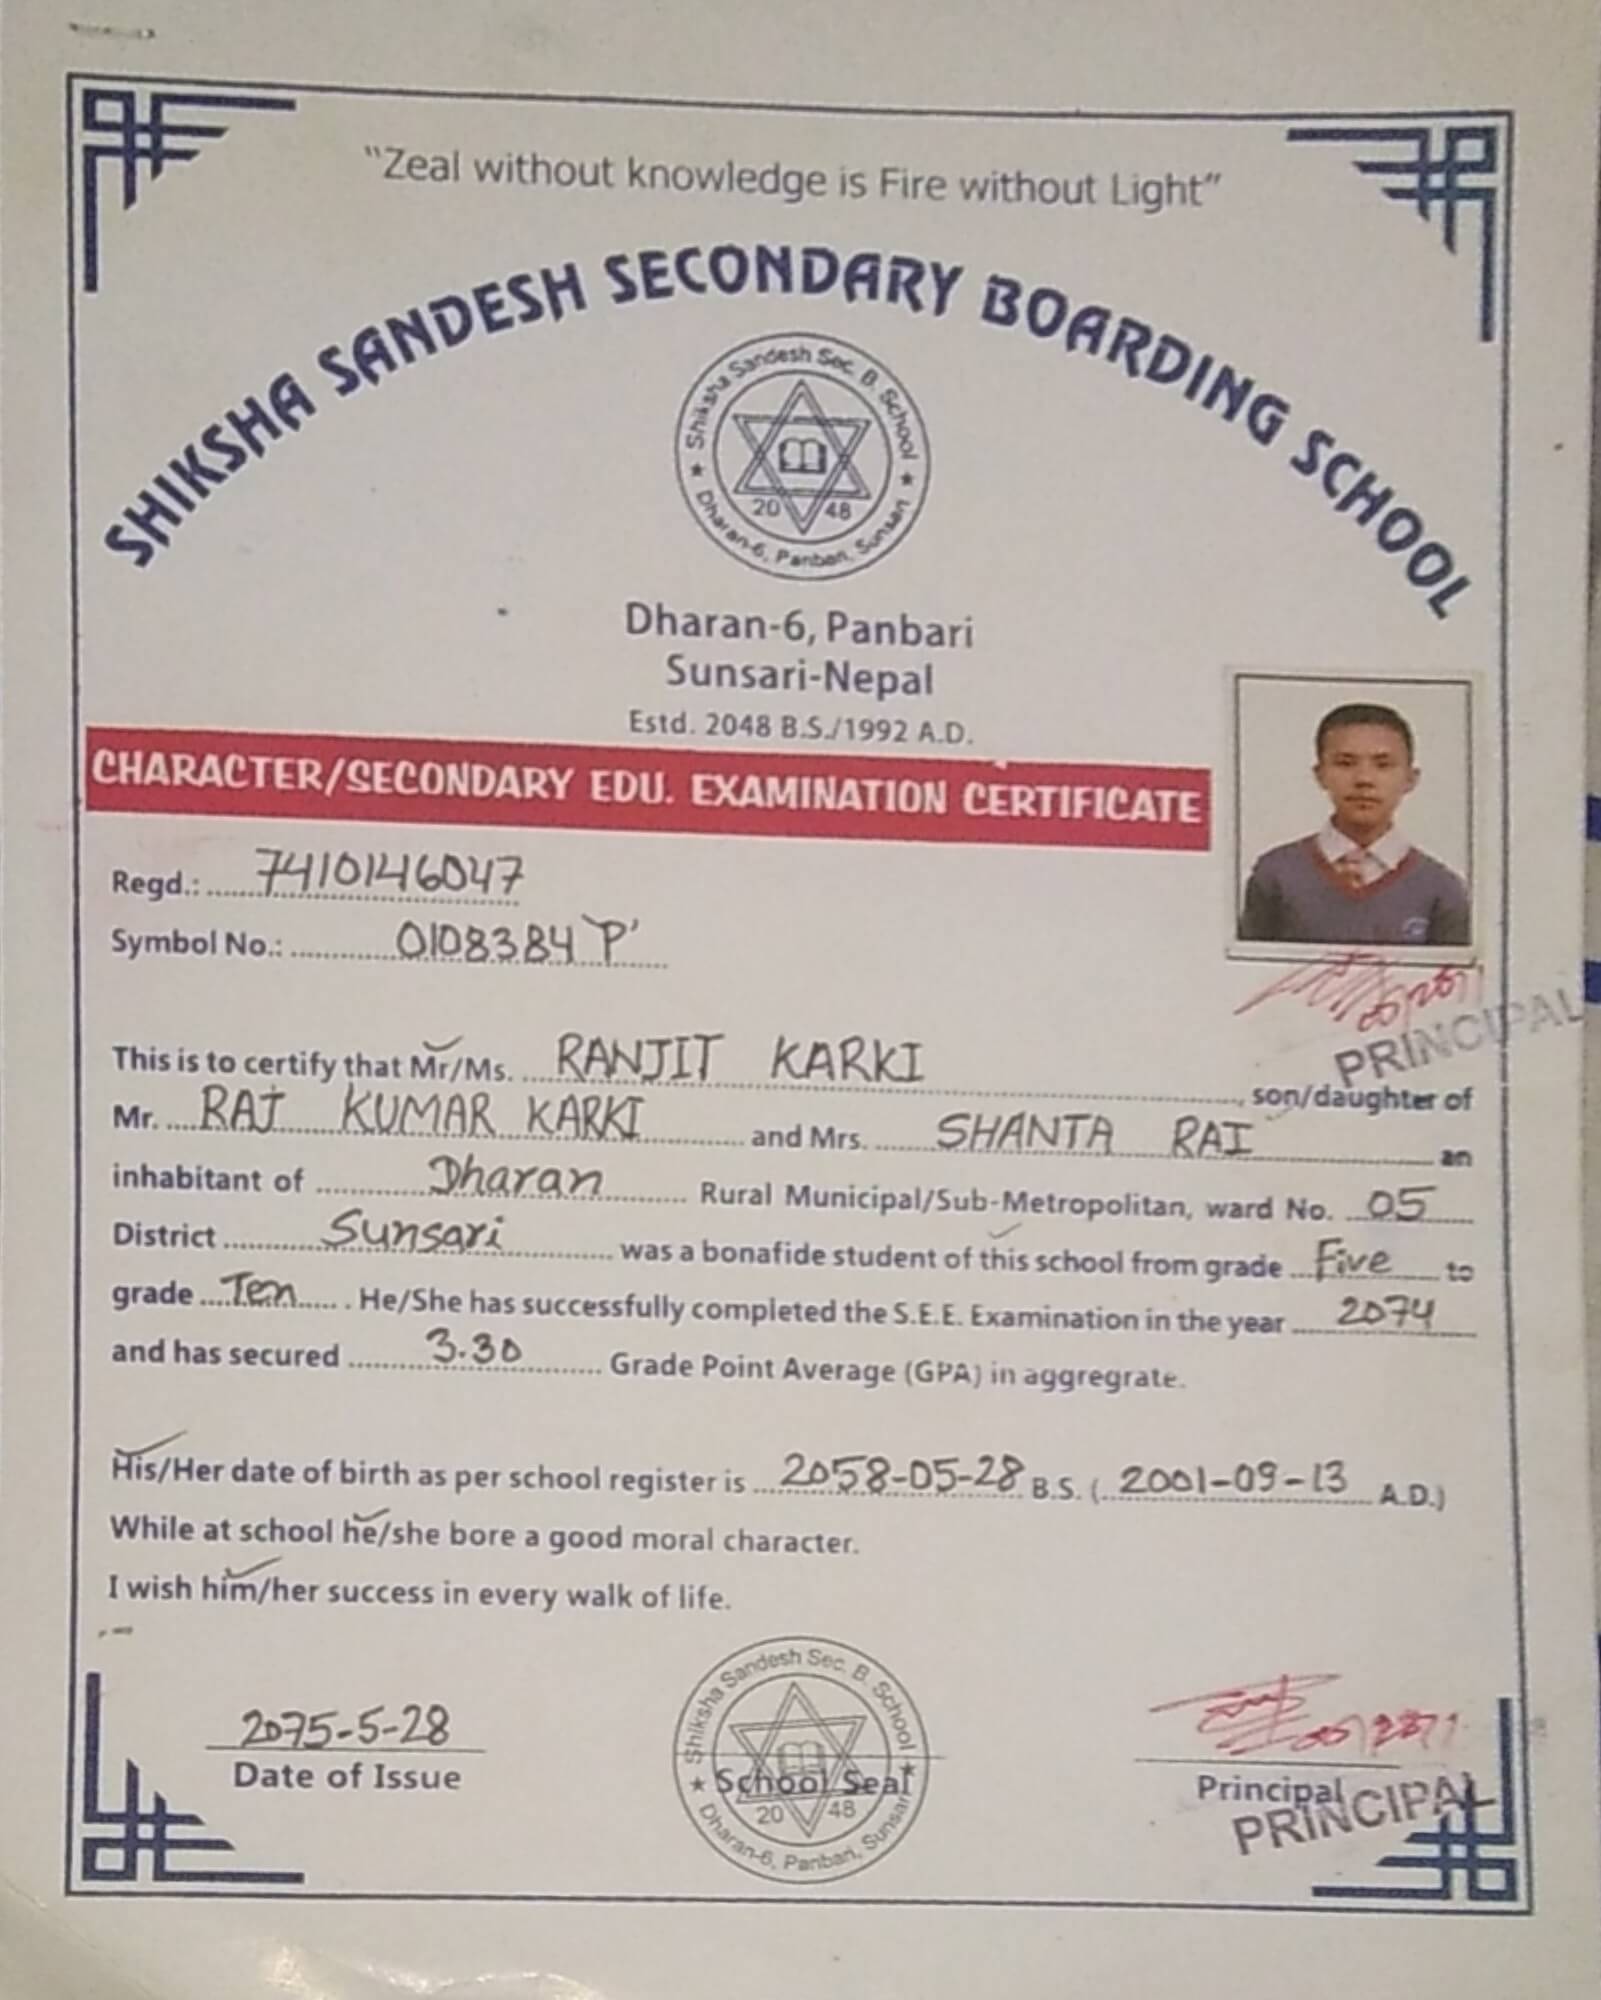 "Zeal without knowledge is Fire without Light"
SHIKSHA SANDESH SECONDARY BOARDING SCHOOL
Shiksha Sandesh Sec. B. School
20 48
★ Dharan-6, Panbari, Sunsari ★
Dharan-6, Panbari
Sunsari-Nepal
Estd. 2048 B.S./1992 A.D.
CHARACTER/SECONDARY EDU. EXAMINATION CERTIFICATE
Regd.: 7410146047
Symbol No.: 0108384 'P'
PRINCIPAL
This is to certify that Mr/Ms. RANJIT KARKI, son/daughter of
Mr. RAJ KUMAR KARKI and Mrs. SHANTA RAI an
inhabitant of Dharan Rural Municipal/Sub-Metropolitan, ward No. 05
District Sunsari was a bonafide student of this school from grade Five to
grade Ten. He/She has successfully completed the S.E.E. Examination in the year 2074
and has secured 3.30 Grade Point Average (GPA) in aggregrate.
His/Her date of birth as per school register is 2058-05-28 B.S. (2001-09-13 A.D.)
While at school he/she bore a good moral character.
I wish him/her success in every walk of life.
2075-5-28
Date of Issue
Shiksha Sandesh Sec. B. School
School Seal
20 48
★ Dharan-6, Panbari, Sunsari ★
Principal
PRINCIPAL